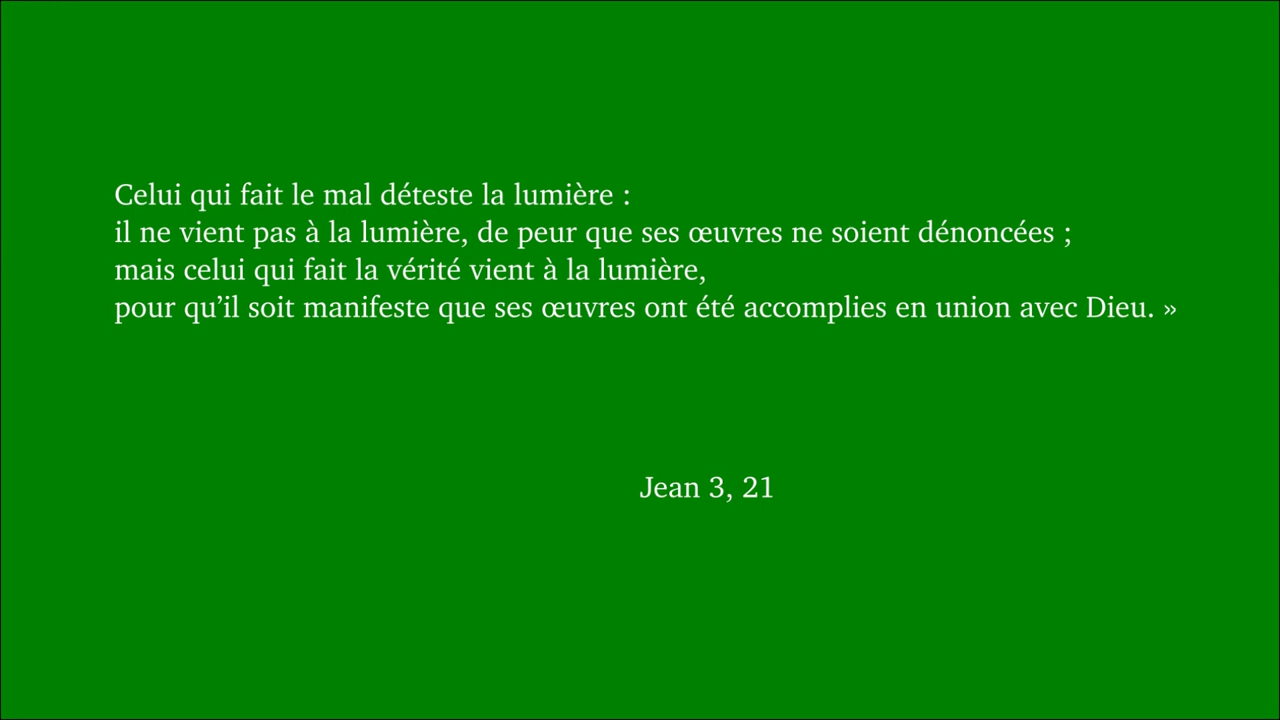 Celui qui fait le mal déteste la lumière :
il ne vient pas à la lumière, de peur que ses œuvres ne soient dénoncées ;
mais celui qui fait la vérité vient à la lumière,
pour qu’il soit manifeste que ses œuvres ont été accomplies en union avec Dieu. »
Jean 3, 21